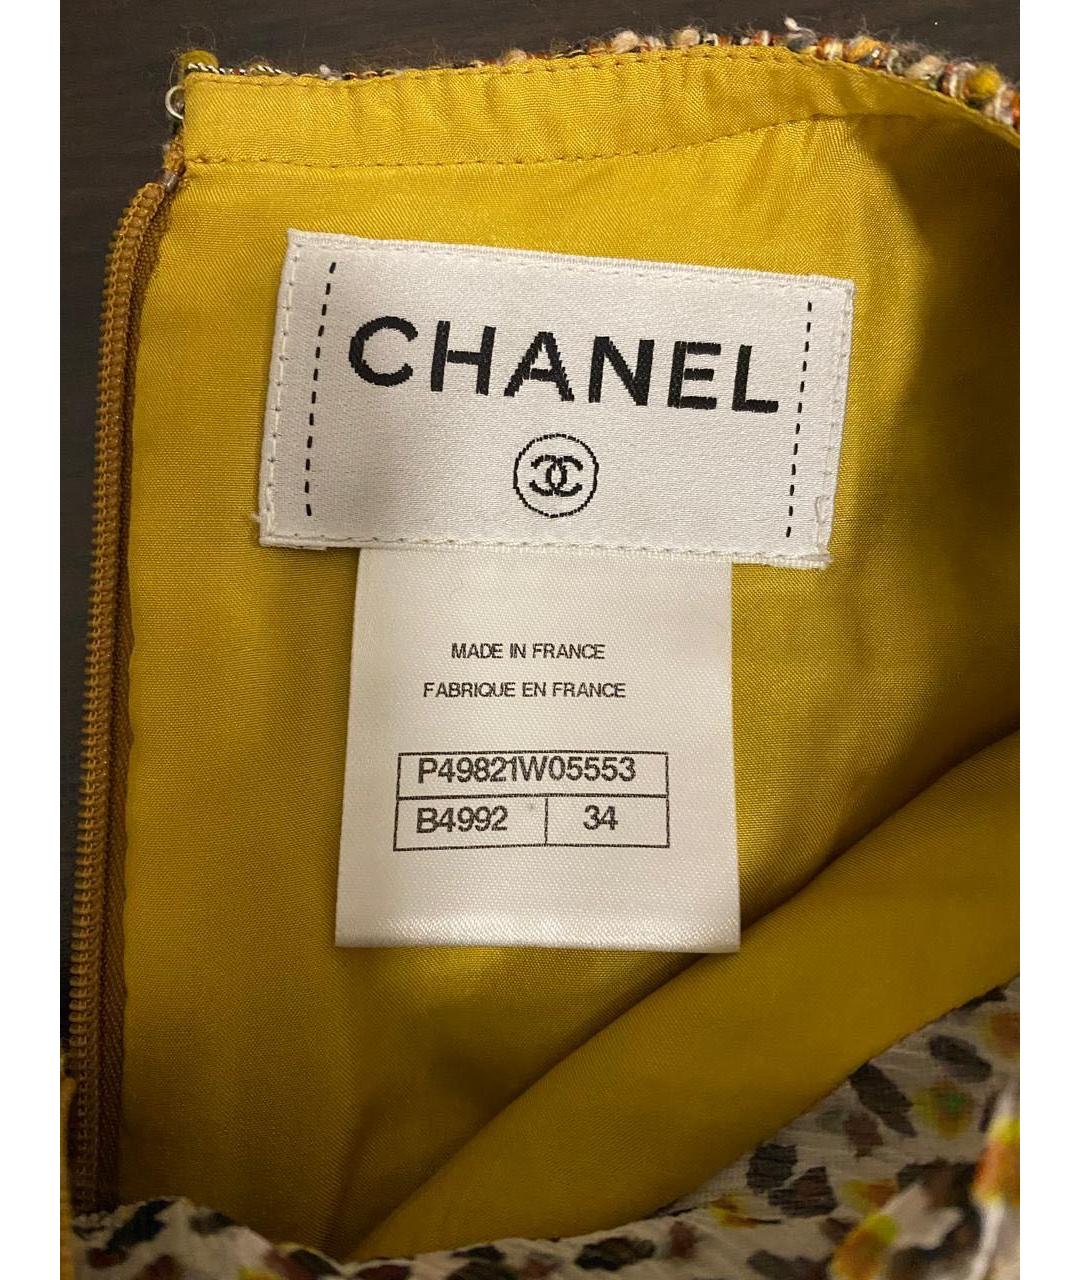 CHANEL
MADE IN FRANCE
FABRIQUE EN FRANCE
P49821W05553
B4992 34